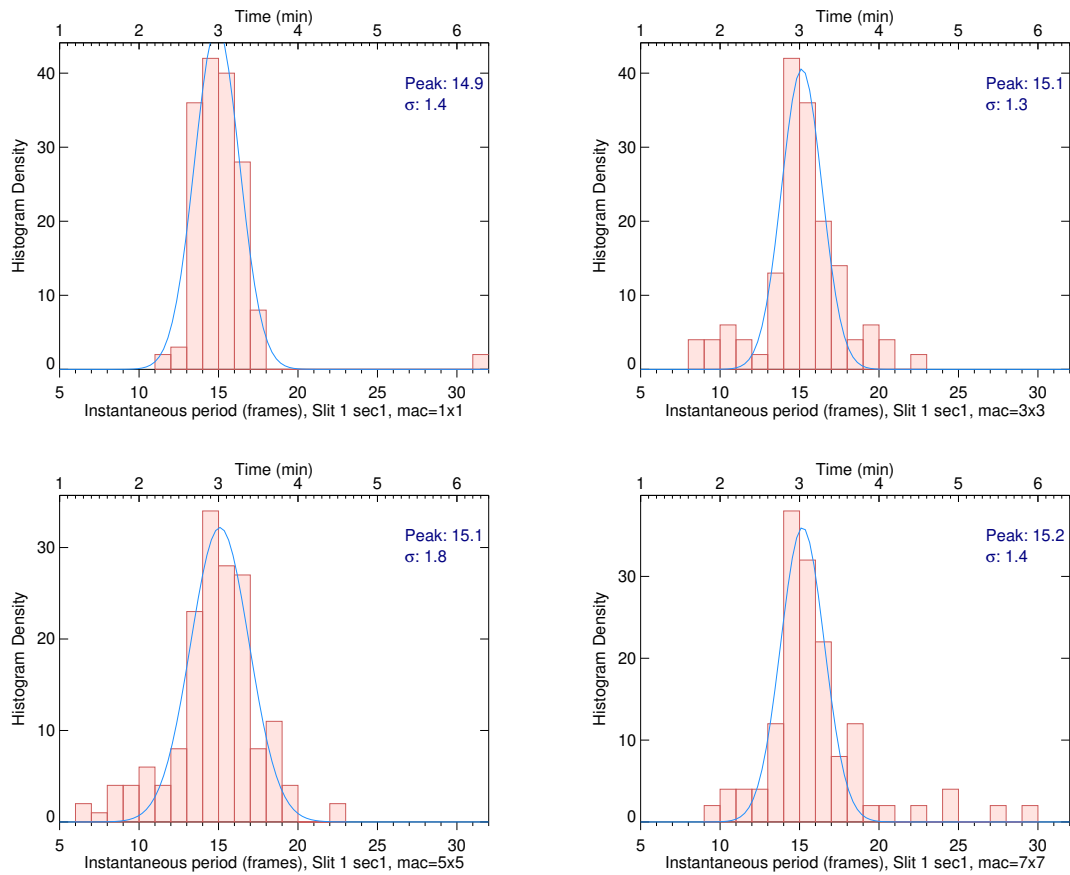 Time (min)
1 2 3 4 5 6
40
30
20
10
0
Histogram Density
Peak: 14.9
σ: 1.4
5 10 15 20 25 30
Instantaneous period (frames), Slit 1 sec1, mac=1x1
Time (min)
1 2 3 4 5 6
40
30
20
10
0
Histogram Density
Peak: 15.1
σ: 1.3
5 10 15 20 25 30
Instantaneous period (frames), Slit 1 sec1, mac=3x3
Time (min)
1 2 3 4 5 6
30
20
10
0
Histogram Density
Peak: 15.1
σ: 1.8
5 10 15 20 25 30
Instantaneous period (frames), Slit 1 sec1, mac=5x5
Time (min)
1 2 3 4 5 6
30
20
10
0
Histogram Density
Peak: 15.2
σ: 1.4
5 10 15 20 25 30
Instantaneous period (frames), Slit 1 sec1, mac=7x7